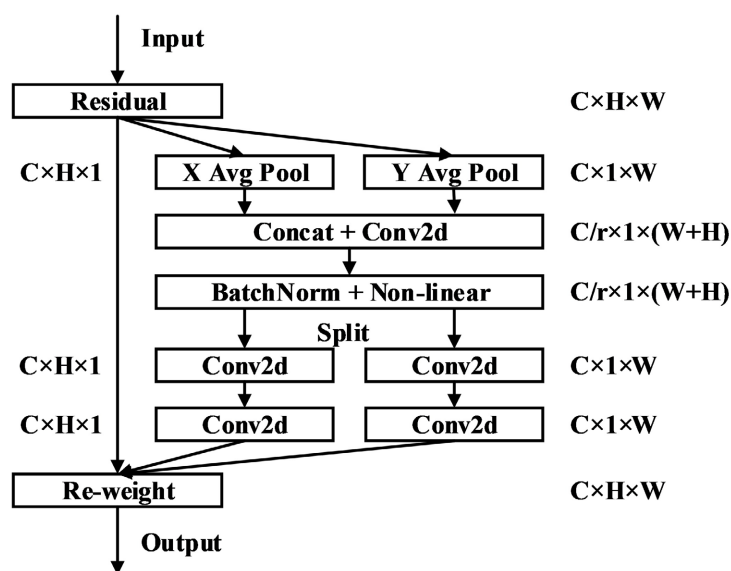 Input
Residual C×H×W
C×H×1 X Avg Pool Y Avg Pool C×1×W
Concat + Conv2d C/r×1×(W+H)
BatchNorm + Non-linear C/r×1×(W+H)
Split
C×H×1 Conv2d Conv2d C×1×W
C×H×1 Conv2d Conv2d C×1×W
Re-weight C×H×W
Output